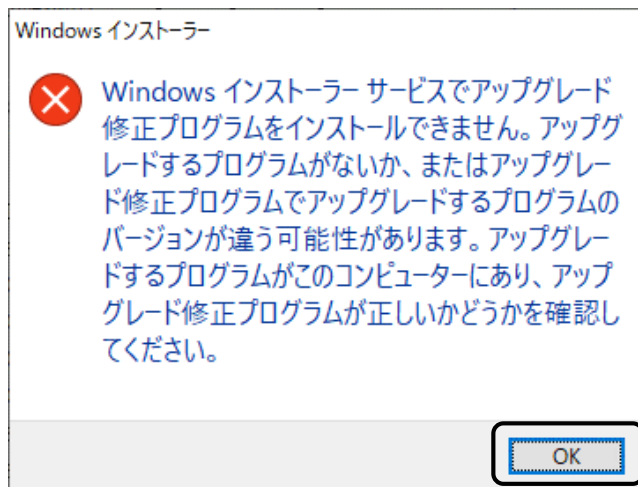 Windows インストーラー
Windows インストーラー サービスでアップグレード
修正プログラムをインストールできません。アップグ
レードするプログラムがないか、またはアップグレー
ド修正プログラムでアップグレードするプログラムの
バージョンが違う可能性があります。アップグレー
ドするプログラムがこのコンピューターにあり、アップ
グレード修正プログラムが正しいかどうかを確認し
てください。
OK